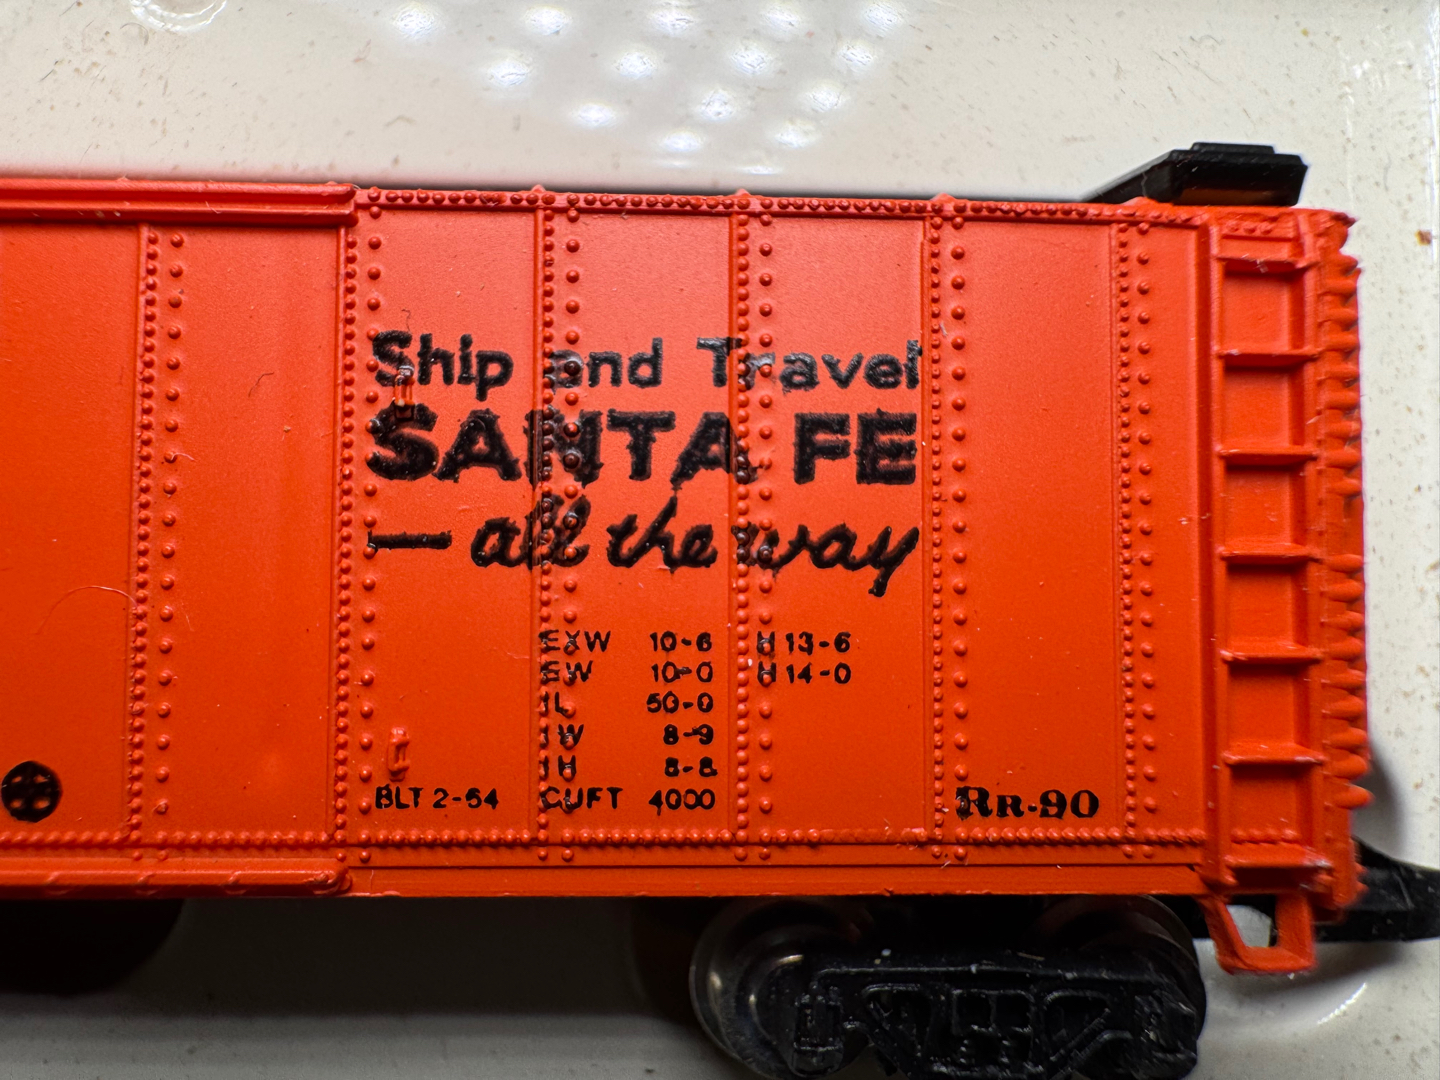 Ship and Travel
SANTA FE
— all the way
EXW 10-6 H 13-6
EW 10-0 H 14-0
IL 50-0
IW 8-9
IH 8-8
BLT 2-54 CUFT 4000 RR-90